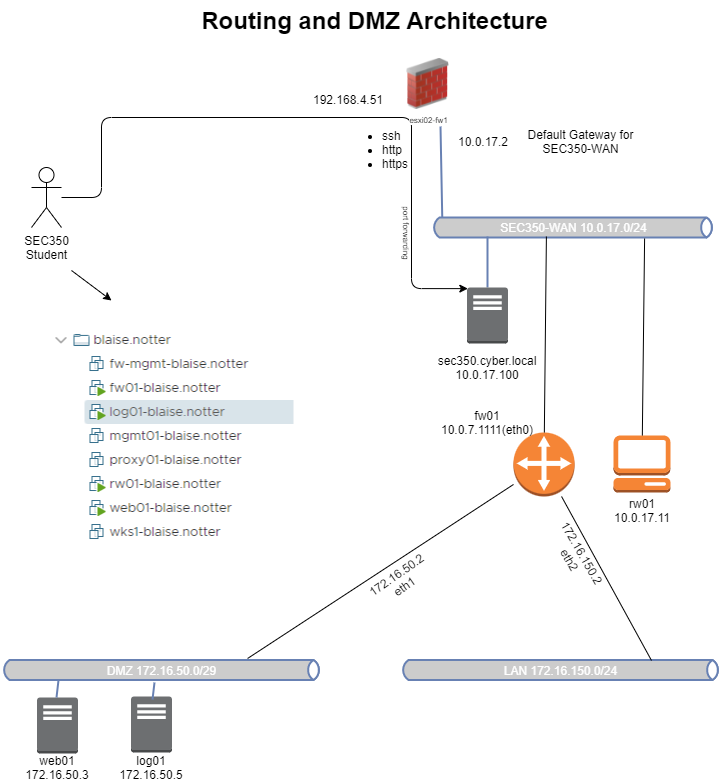 Routing and DMZ Architecture
192.168.4.51
esxi02-fw1
ssh
http
https
10.0.17.2
Default Gateway for
SEC350-WAN
port forwarding
SEC350
Student
SEC350-WAN 10.0.17.0/24
sec350.cyber.local
10.0.17.100
blaise.notter
fw-mgmt-blaise.notter
fw01-blaise.notter
log01-blaise.notter
mgmt01-blaise.notter
proxy01-blaise.notter
rw01-blaise.notter
web01-blaise.notter
wks1-blaise.notter
fw01
10.0.7.1111(eth0)
rw01
10.0.17.11
172.16.50.2
eth1
172.16.150.2
eth2
DMZ 172.16.50.0/29
LAN 172.16.150.0/24
web01
172.16.50.3
log01
172.16.50.5